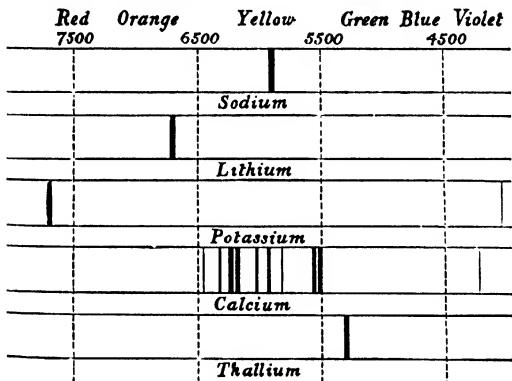 Red Orange Yellow Green Blue Violet
7500 6500 5500 4500
Sodium
Lithium
Potassium
Calcium
Thallium